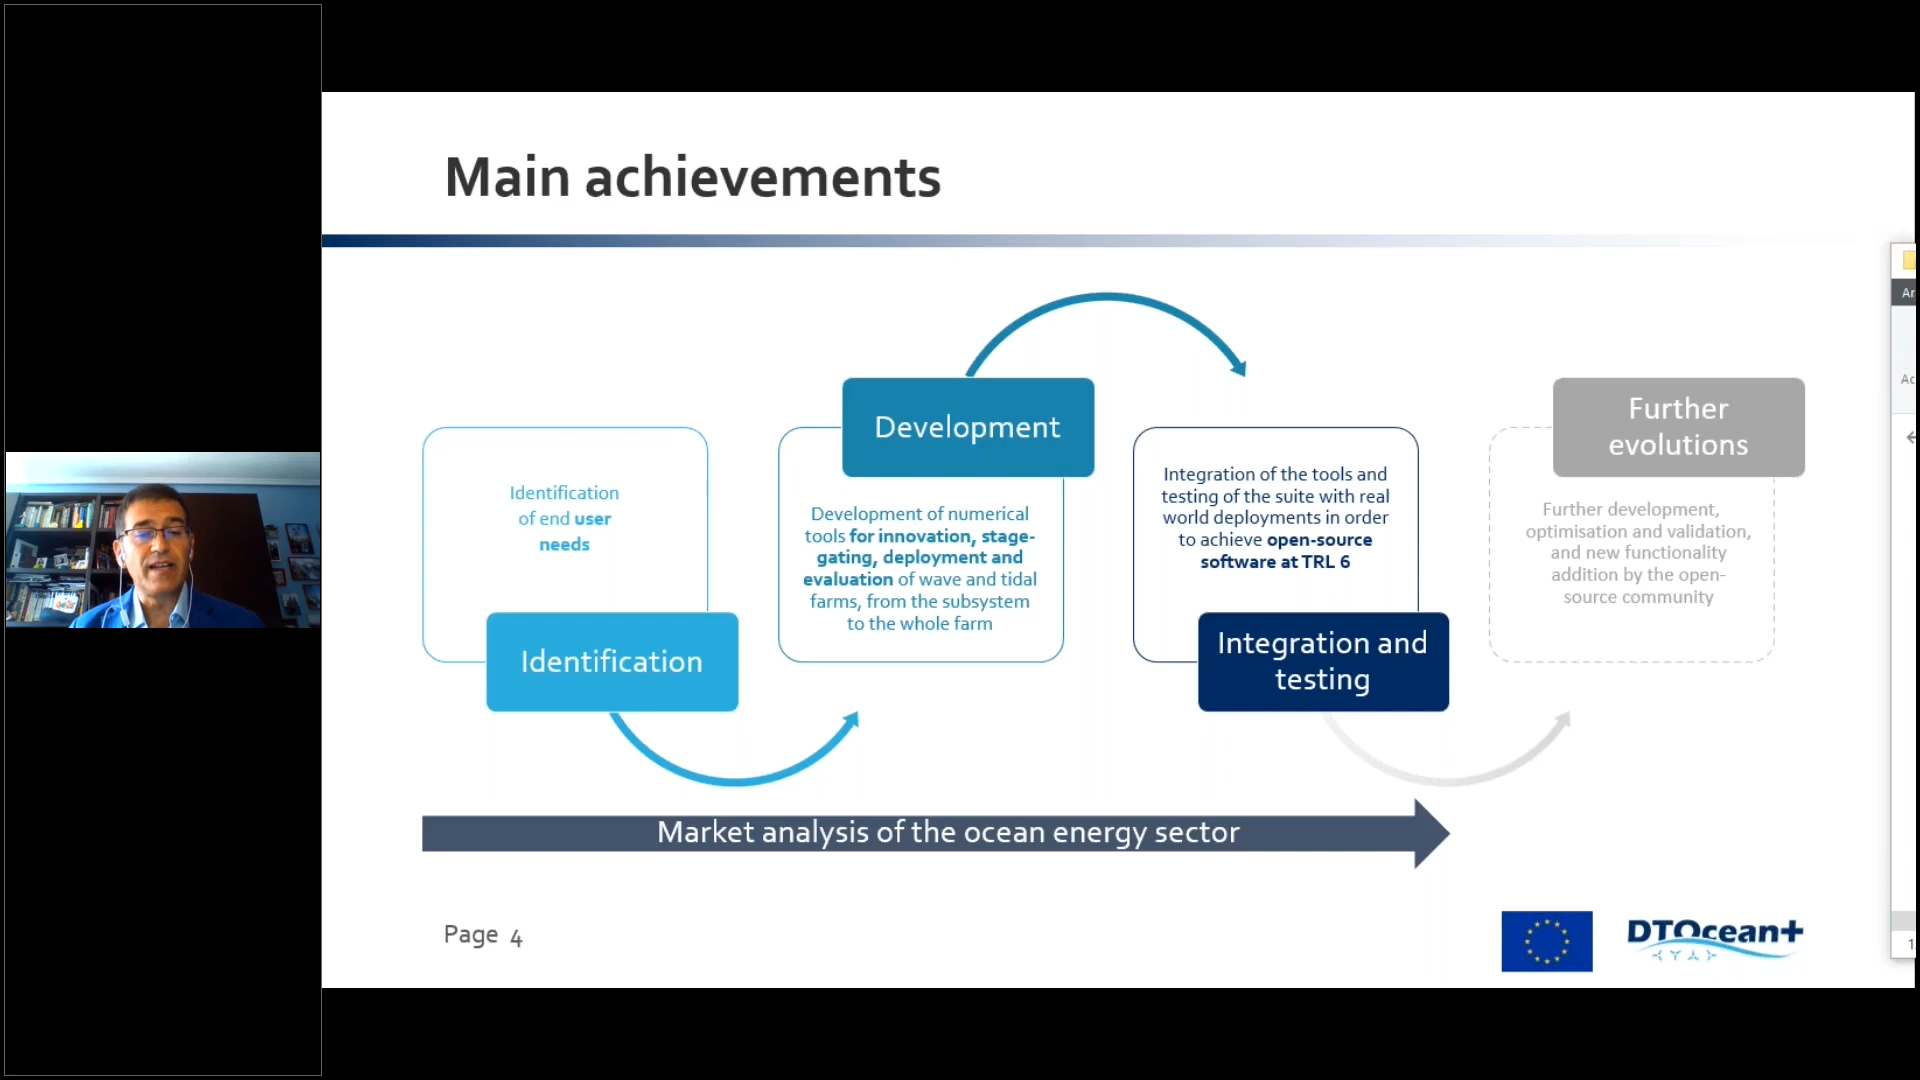 Main achievements
Identification
of end user
needs
Identification
Development
Development of numerical
tools for innovation, stage-
gating, deployment and
evaluation of wave and tidal
farms, from the subsystem
to the whole farm
Integration of the tools and
testing of the suite with real
world deployments in order
to achieve open-source
software at TRL 6
Integration and
testing
Further
evolutions
Further development,
optimisation and validation,
and new functionality
addition by the open-
source community
Market analysis of the ocean energy sector
Page 4
DTOcean+
Ar
Ac
1